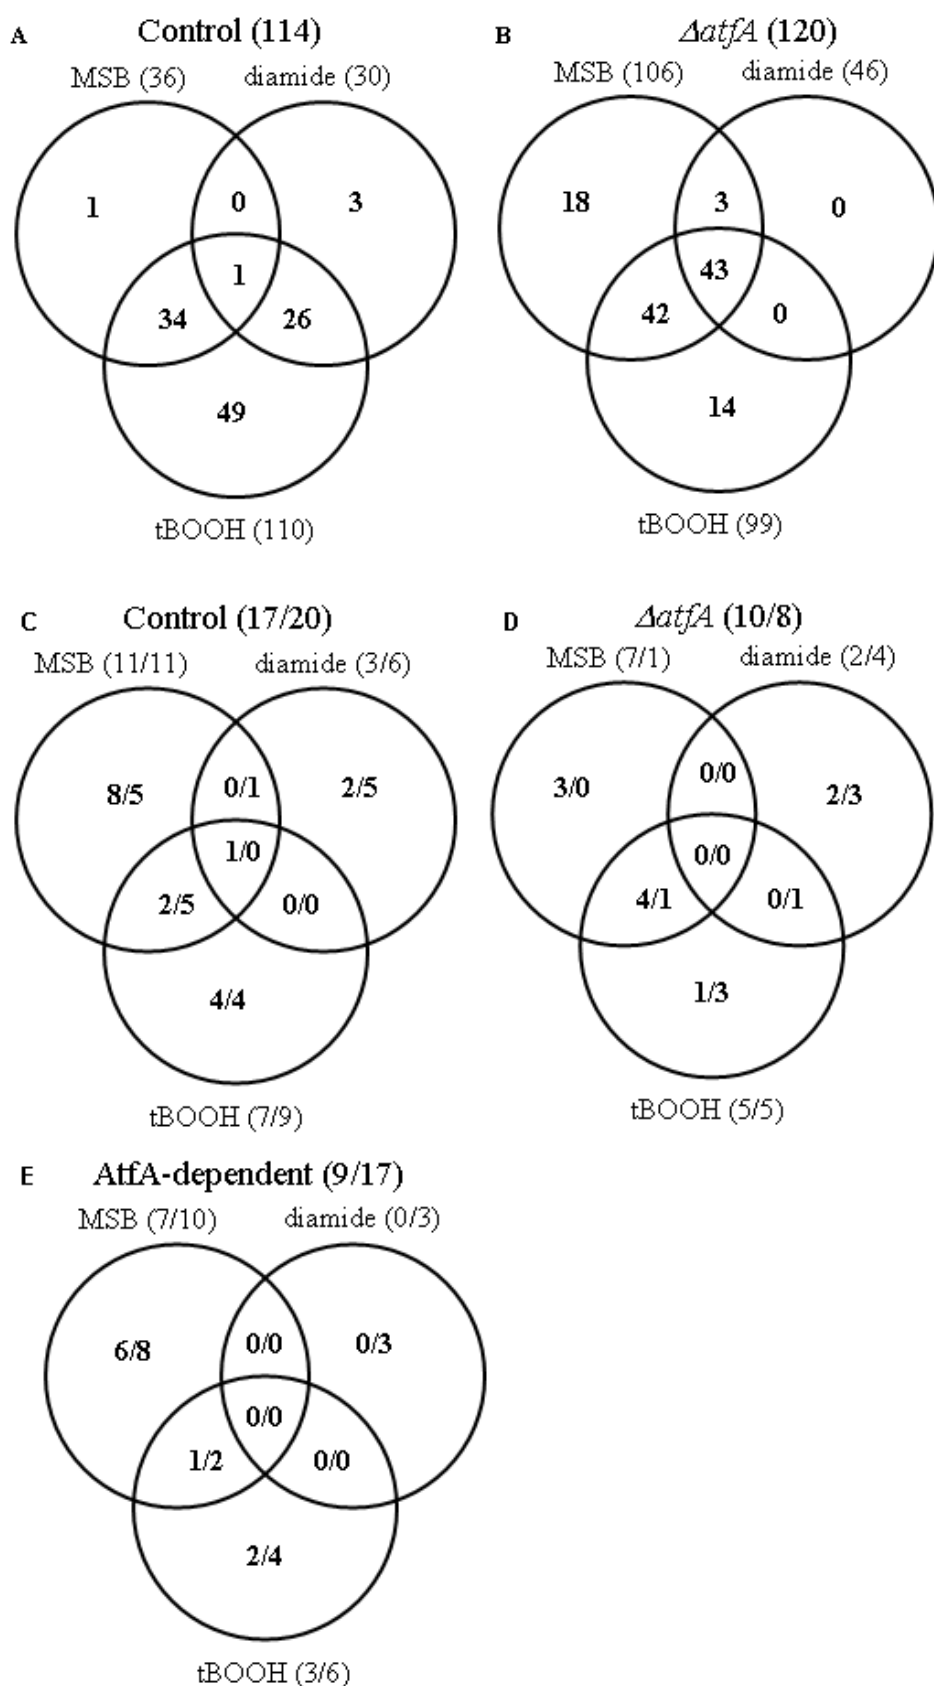 A Control (114)
MSB (36) diamide (30)
1 0 3
1
34 26
49
tBOOH (110)
B ΔatfA (120)
MSB (106) diamide (46)
18 3 0
43
42 0
14
tBOOH (99)
C Control (17/20)
MSB (11/11) diamide (3/6)
8/5 0/1 2/5
1/0
2/5 0/0
4/4
tBOOH (7/9)
D ΔatfA (10/8)
MSB (7/1) diamide (2/4)
3/0 0/0 2/3
0/0
4/1 0/1
1/3
tBOOH (5/5)
E AtfA-dependent (9/17)
MSB (7/10) diamide (0/3)
6/8 0/0 0/3
0/0
1/2 0/0
2/4
tBOOH (3/6)